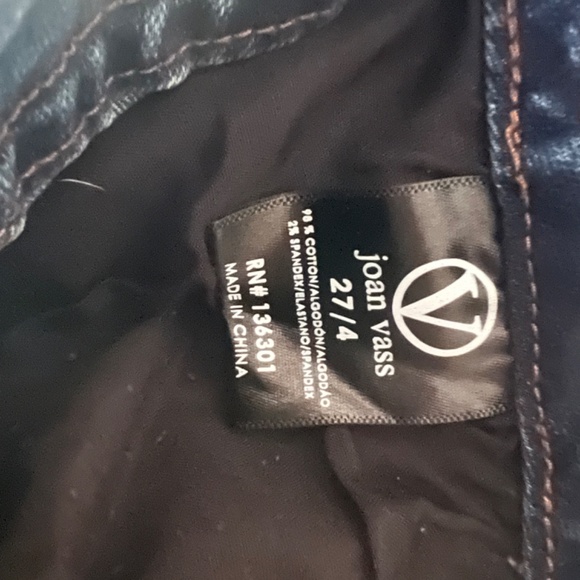 V
joan vass
27/4
98% COTTON/ALGODÓN/ALGODÃO
2% SPANDEX/ELASTANO/SPANDEX
RN# 136301
MADE IN CHINA